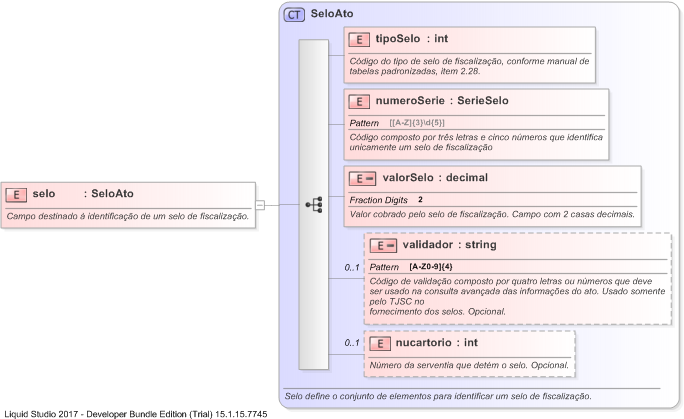 CT SeloAto
E tipoSelo : int
Código do tipo de selo de fiscalização, conforme manual de
tabelas padronizadas, item 2.28.
E numeroSerie : SerieSelo
Pattern [[A-Z]{3}\d{5}]
Código composto por três letras e cinco números que identifica
unicamente um selo de fiscalização
E valorSelo : decimal
Fraction Digits 2
Valor cobrado pelo selo de fiscalização. Campo com 2 casas decimais.
E selo : SeloAto
Campo destinado á identificação de um selo de fiscalização.
0..1 E validador : string
Pattern [A-Z0-9]{4}
Código de validação composto por quatro letras ou números que deve
ser usado na consulta avançada das informações do ato. Usado somente
pelo TJSC no
fornecimento dos selos. Opcional.
0..1 E nucartorio : int
Número da serventia que detém o selo. Opcional.
Selo define o conjunto de elementos para identificar um selo de fiscalização.
Liquid Studio 2017 - Developer Bundle Edition (Trial) 15.1.15.7745